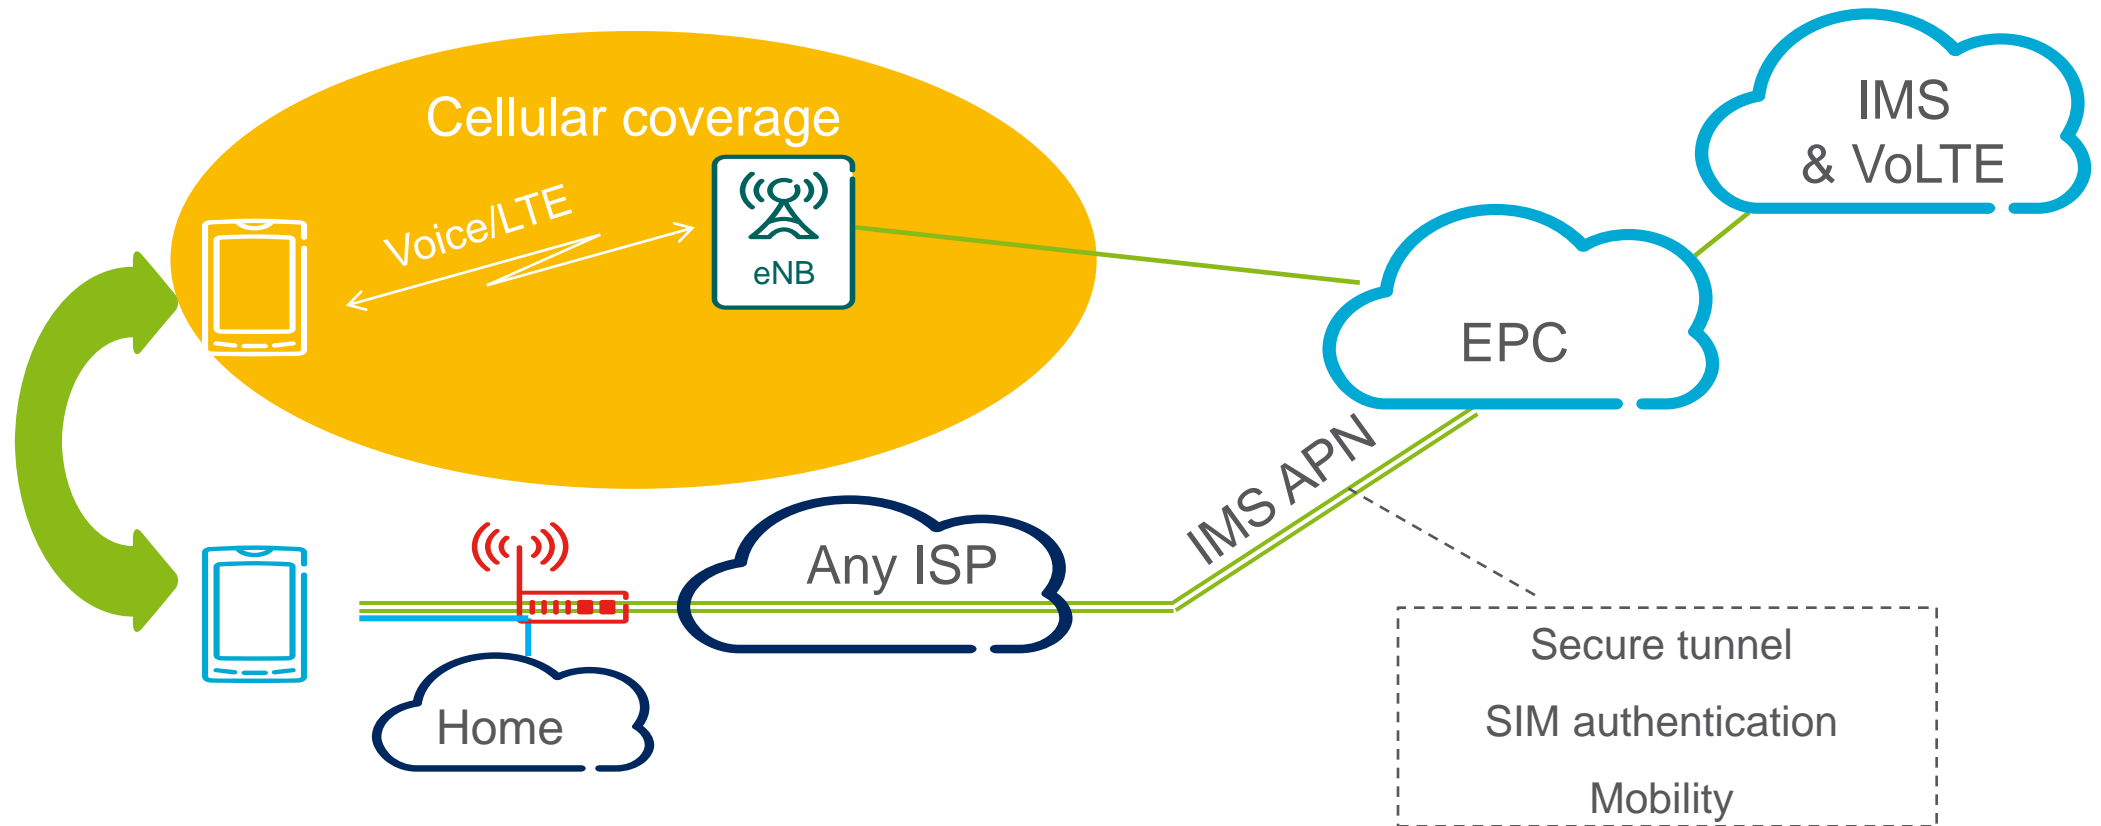 Cellular coverage
Voice/LTE
eNB
IMS
& VoLTE
EPC
IMS APN
Any ISP
Home
Secure tunnel
SIM authentication
Mobility